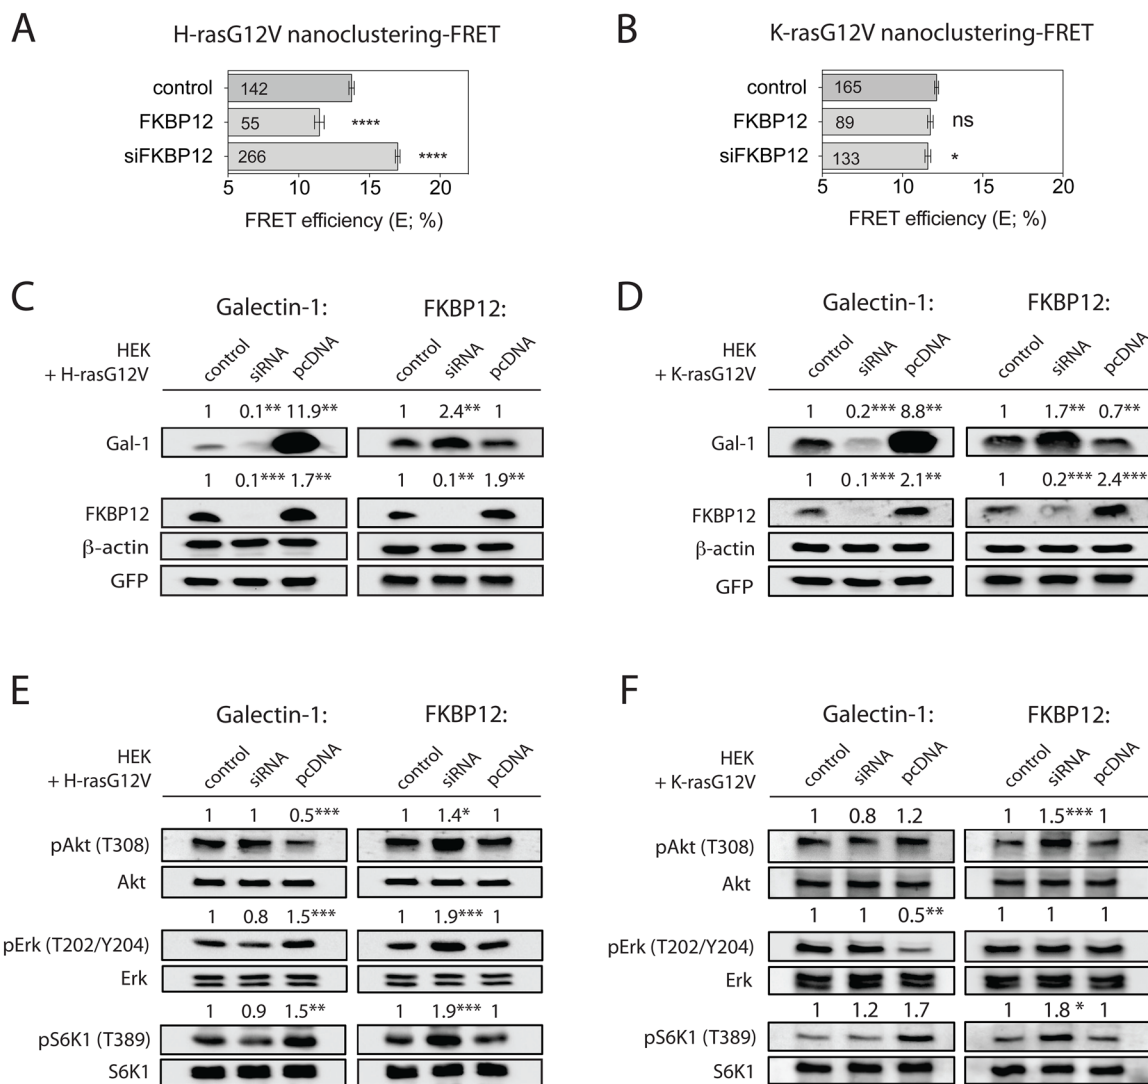 A
H-rasG12V nanoclustering-FRET
control
142
FKBP12
55
****
siFKBP12
266
****
5
10
15
20
FRET efficiency (E; %)
B
K-rasG12V nanoclustering-FRET
control
165
FKBP12
89
ns
siFKBP12
133
*
5
10
15
20
FRET efficiency (E; %)
C
Galectin-1:
FKBP12:
HEK
+ H-rasG12V
control siRNA pcDNA
control siRNA pcDNA
1 0.1** 11.9** 1 2.4** 1
Gal-1
1 0.1*** 1.7** 1 0.1** 1.9**
FKBP12
β-actin
GFP
D
Galectin-1:
FKBP12:
HEK
+ K-rasG12V
control siRNA pcDNA
control siRNA pcDNA
1 0.2*** 8.8** 1 1.7** 0.7**
Gal-1
1 0 .1*** 2.1** 1 0.2*** 2.4***
FKBP12
β-actin
GFP
E
Galectin-1:
FKBP12:
HEK
+ H-rasG12V
control siRNA pcDNA
control siRNA pcDNA
1 1 0.5*** 1 1.4* 1
pAkt (T308)
Akt
1 0.8 1.5*** 1 1.9*** 1
pErk (T202/Y204)
Erk
1 0.9 1.5** 1 1.9*** 1
pS6K1 (T389)
S6K1
F
Galectin-1:
FKBP12:
HEK
+ K-rasG12V
control siRNA pcDNA
control siRNA pcDNA
1 0.8 1.2 1 1.5*** 1
pAkt (T308)
Akt
1 1 0.5** 1 1 1
pErk (T202/Y204)
Erk
1 1.2 1.7 1 1.8 * 1
pS6K1 (T389)
S6K1